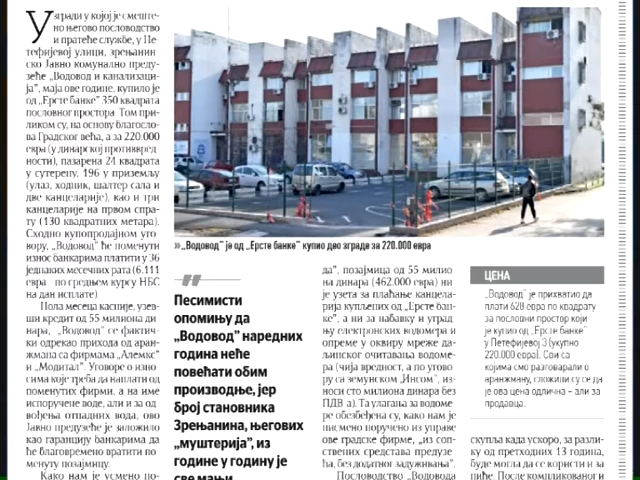 У згради у којој је смеште-
но његово пословодство
и пратеће службе, у Пе-
тефијевој улици, зрењанин-
ско Јавно комунално преду-
зеће „Водовод и канализаци-
ја", маја ове године, купило је
од „Ерсте банке" 350 квадрата
пословног простора. Том при-
ликом су, на основу благосло-
ва Градског већа, а за 220.000
евра (у динарској противвред-
ности), пазарена 24 квадрата
у сутерену, 196 у приземљу
(улаз, ходник, шалтер сала и
две канцеларије), као и три
канцеларије на првом спра-
ту (130 квадратних метара).
Сходно купопродајном уго-
вору, „Водовод" ће поменути
износ банкарима платити у 36
једнаких месечних рата (6.111
евра по средњем курсу НБС
на дан исплате).
Пола месеца касније, узев-
ши кредит од 55 милиона ди-
нара, „Водовод" се фактич-
ки одрекао прихода од аран-
жмана са фирмама „Алемкс"
и „Модитал". Уговоре о изно-
сима које треба да наплати од
поменутих фирми, а на име
испоручене воде, али и за од
вођења отпадних вода, ово
Јавно предузеће је заложило
као гаранцију банкарима да
ће благовремено вратити по-
менуту позајмицу.
Како нам је усмено по-
»„Водовод" је од „Ерсте банке" купио део зграде за 220.000 евра
Песимисти
опомињу да
„Водовод" наредних
година неће
повећати обим
производње, јер
број становника
Зрењанина, његових
„муштерија", из
године у годину је
све мањи
да", позајмица од 55 милио
на динара (462.000 евра) ни
је узета за плаћање канцела-
рија купљених од „Ерсте бан-
ке", а ни за набавку и уград
њу електронских водомера и
опреме у оквиру мреже даљ-
љинског очитавања водомера
(чија вредност, а по угово-
ру са земунском „Инсом", из-
носи сто милиона динара без
ПДВ-а). Та улагања за водоме-
ре обезбеђена су, како нам је
писмено поручено из управе
ове градске фирме, „из соп-
ствених средстава предузе-
ћа, без додатног задуживања".
Пословодство „Водовода
ЦЕНА
„Водовод" је прихватио да
плати 628 евра по квадрату
за пословни простор који
је купио од „Ерсте банке"
у Петефијевој 3 (укупно
220.000 евра). Сви са
којима смо разговарали о
аранжману, сложили су се да
је ова цена одлична – али за
продавца.
скупла када ускоро, за разли-
ку од претходних 13 година,
буде могла да се користи и за
пиће. После компликованог и